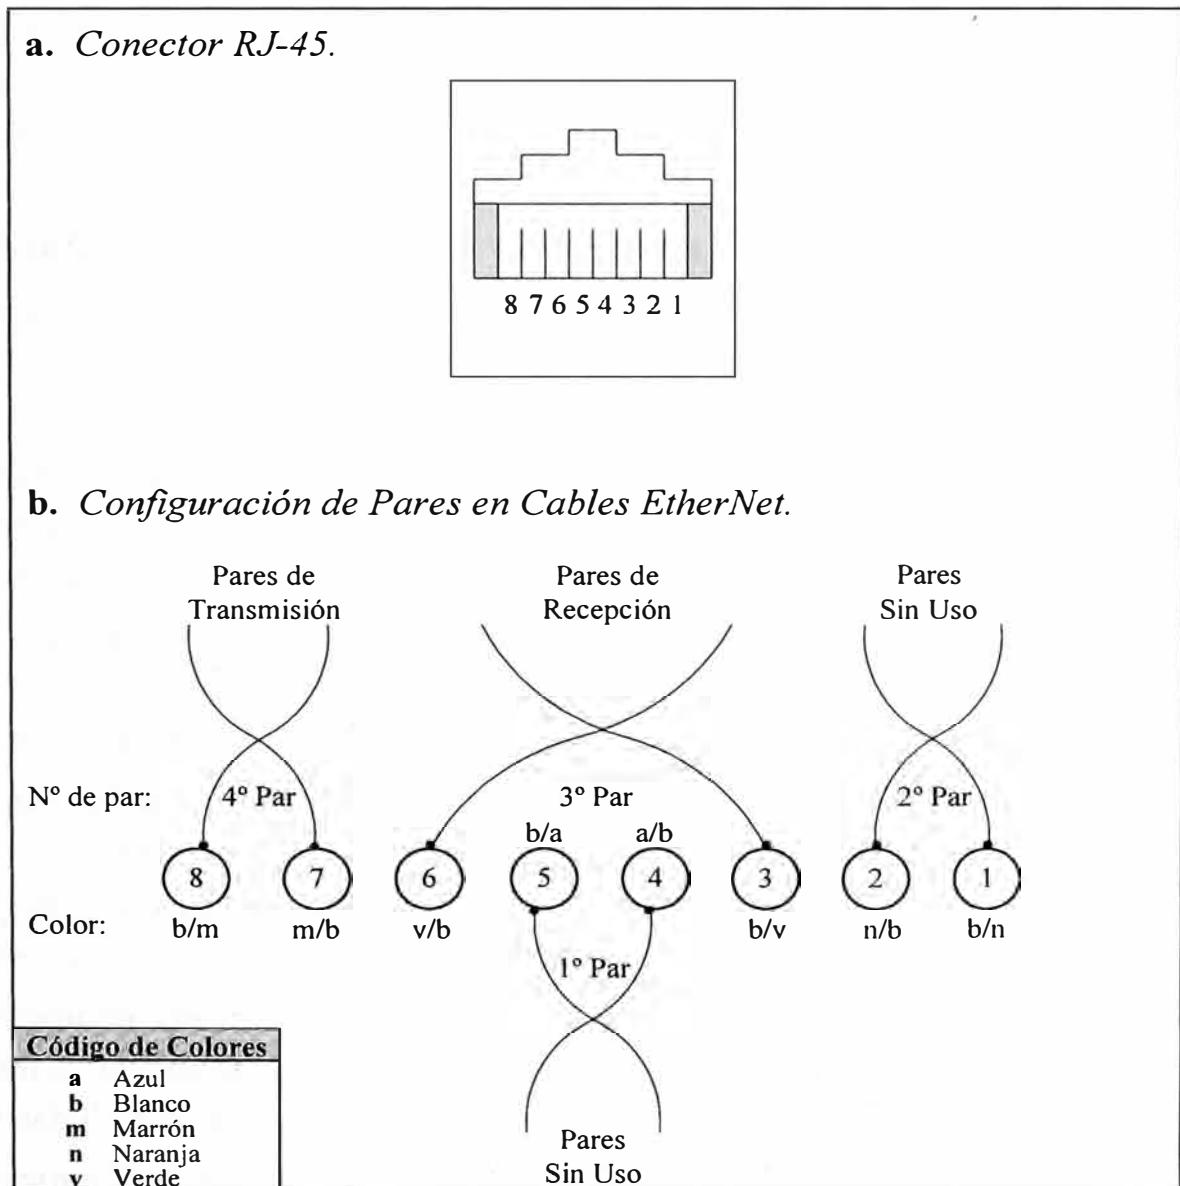 a. Conector RJ-45.
8 7 6 5 4 3 2 1
b. Configuración de Pares en Cables EtherNet.
Pares de
Transmisión
Pares de
Recepción
Pares
Sin Uso
Nº de par:
4º Par
3º Par
2º Par
b/a
a/b
8
7
6
5
4
3
2
1
Color:
b/m
m/b
v/b
b/v
n/b
b/n
1º Par
Código de Colores
a Azul
b Blanco
m Marrón
n Naranja
v Verde
Pares
Sin Uso